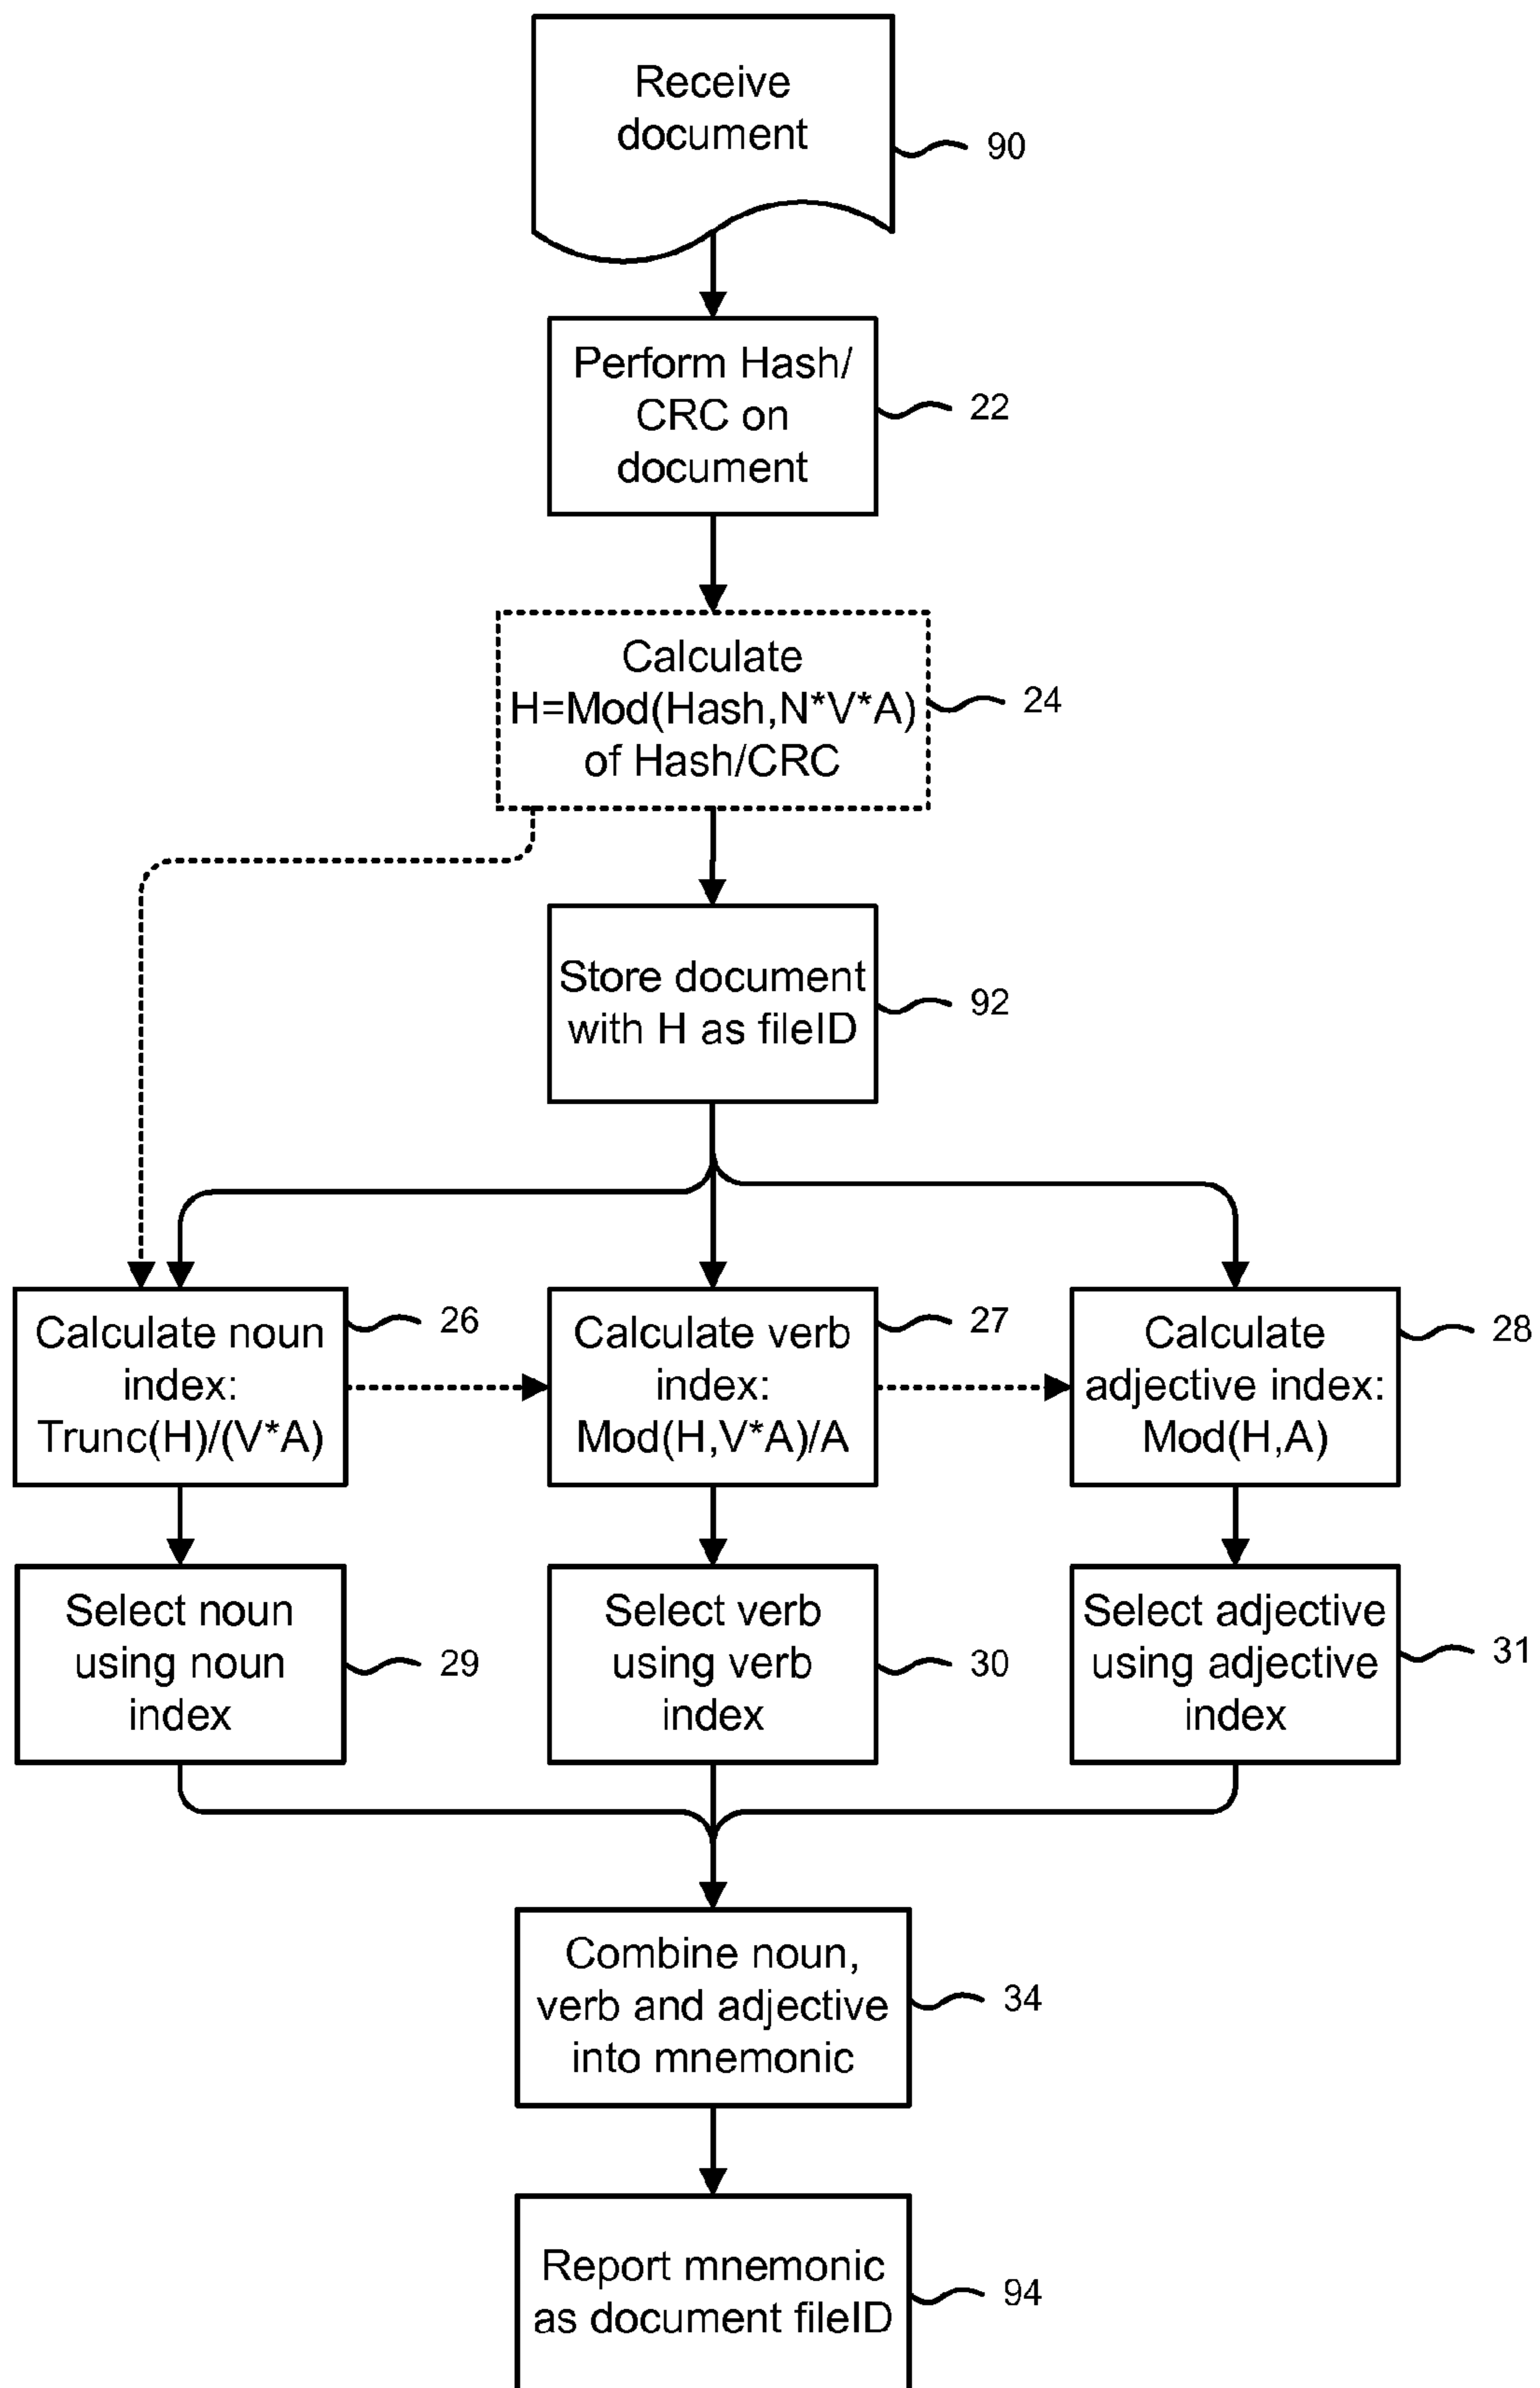 Receive
document
90
Perform Hash/
CRC on
document
22
Calculate
H=Mod(Hash,N*V*A)
of Hash/CRC
24
Store document
with H as fileID
92
Calculate noun
index:
Trunc(H)/(V*A)
26
Calculate verb
index:
Mod(H,V*A)/A
27
Calculate
adjective index:
Mod(H,A)
28
Select noun
using noun
index
29
Select verb
using verb
index
30
Select adjective
using adjective
index
31
Combine noun,
verb and adjective
into mnemonic
34
Report mnemonic
as document fileID
94